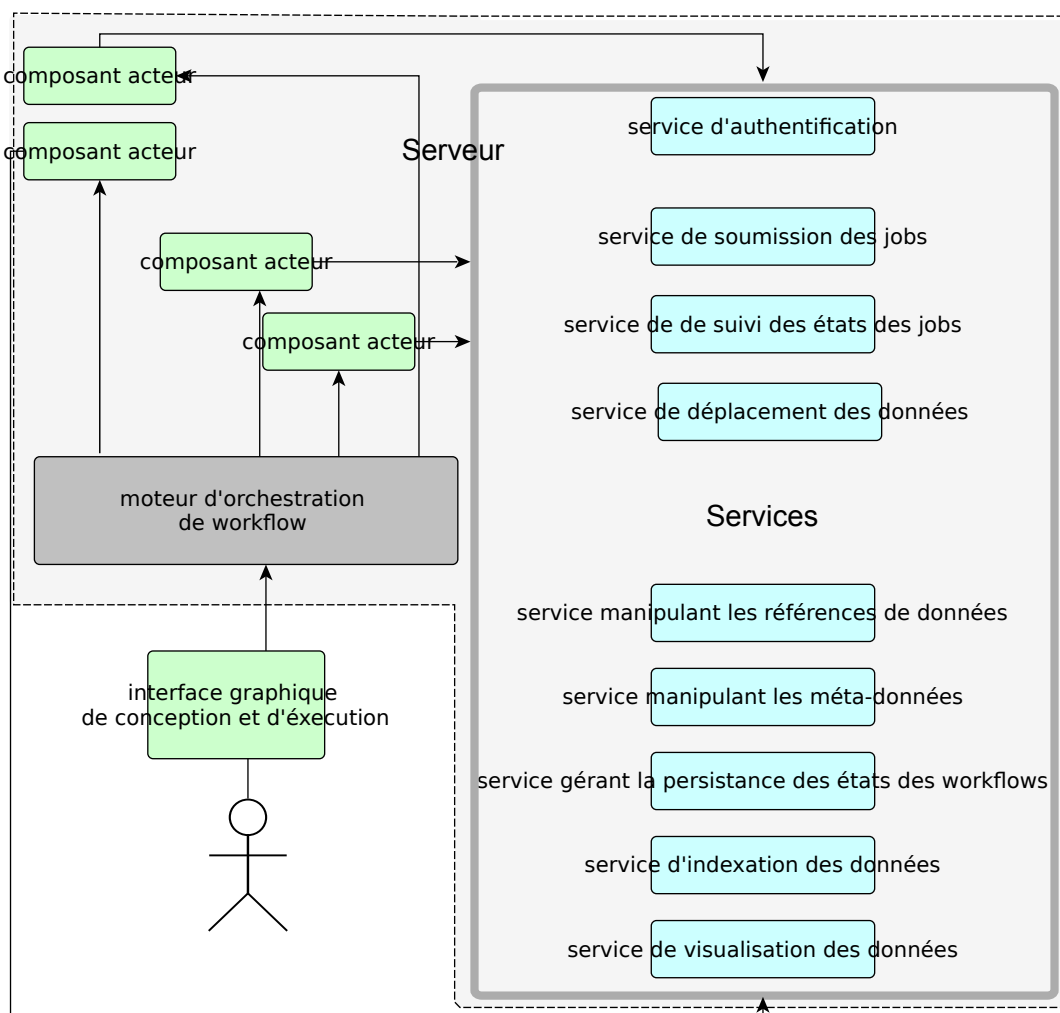 composant acteur
composant acteur
Serveur
composant acteur
composant acteur
moteur d'orchestration
de workflow
interface graphique
de conception et d'éxecution
service d'authentification
service de soumission des jobs
service de de suivi des états des jobs
service de déplacement des données
Services
service manipulant les références de données
service manipulant les méta-données
service gérant la persistance des états des workflows
service d'indexation des données
service de visualisation des données